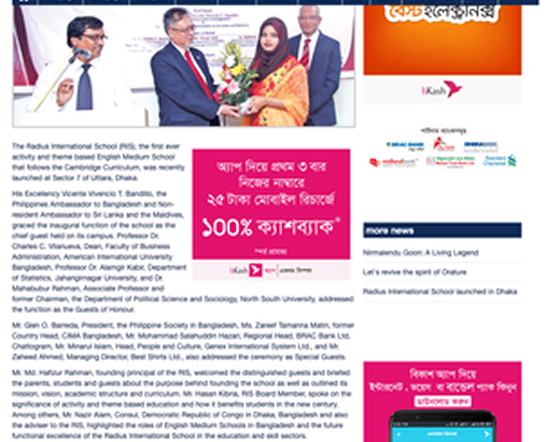 The Radius International School (RIS), the first ever
activity and theme based English Medium School
that follows the Cambridge Curriculum, was recently
launched at Sector 7 of Uttara, Dhaka.
His Excellency Vicente Vivencio T. Bandillo, the
Philippines Ambassador to Bangladesh and Non-
resident Ambassador to Sri Lanka and the Maldives,
graced the inaugural function of the school as the
chief guest held on its campus. Professor Dr.
Charles C. Villanueva, Dean, Faculty of Business
Administration, American International University
Bangladesh, Professor Dr. Alamgir Kabir, Department
of Statistics, Jahangirnagar University, and Dr.
Mahabubur Rahman, Associate Professor and
former Chairman, the Department of Political Science and Sociology, North South University, addressed
the function as the Guests of Honour.
Mr. Glen O. Barreda, President, the Philippine Society in Bangladesh, Ms. Zareef Tamanna Matin, former
Country Head, CIMA Bangladesh, Mr. Mohammad Salahuddin Hazari, Regional Head, BRAC Bank Ltd,
Chattogram, Mr. Minarul Islam, Head, People and Culture, Genex International System Ltd., and Mr.
Zaheed Ahmed, Managing Director, Best Shirts Ltd., also addressed the ceremony as Special Guests.
Mr. Md. Hafizur Rahman, founding principal of the RIS, welcomed the distinguished guests and briefed
the parents, students and guests about the purpose behind founding the school as well as outlined its
mission, vision, academic structure and curriculum. Mr. Hasan Kibria, RIS Board Member, spoke on the
significance of activity and theme based education and how it benefits students in the new century.
Among others, Mr. Nazir Alam, Consul, Democratic Republic of Congo in Dhaka, Bangladesh and also
the adviser to the RIS, highlighted the roles of English Medium Schools in Bangladesh and the future
functional excellence of the Radius International School in the education and skill sectors.
অ্যাপ দিয়ে প্রথম ৩ বার
নিজের নাম্বারে
২৫ টাকা মোবাইল রিচার্জে
১০০% ক্যাশব্যাক*
শর্ত প্রযোজ্য
bKash অ্যাপ
বেস্ট ইলেক্ট্রনিক্স
bKash
BRAC BANK
Standard
Chartered
more news
Nirmalendu Goon: A Living Legend
Let's revive the spirit of Orature
Radius International School launched in Dhaka
বিকাশ অ্যাপ দিয়ে
ইন্টারনেট, ভয়েস বা বান্ডেল প্যাক কিনুন
ডাউনলোড করুন